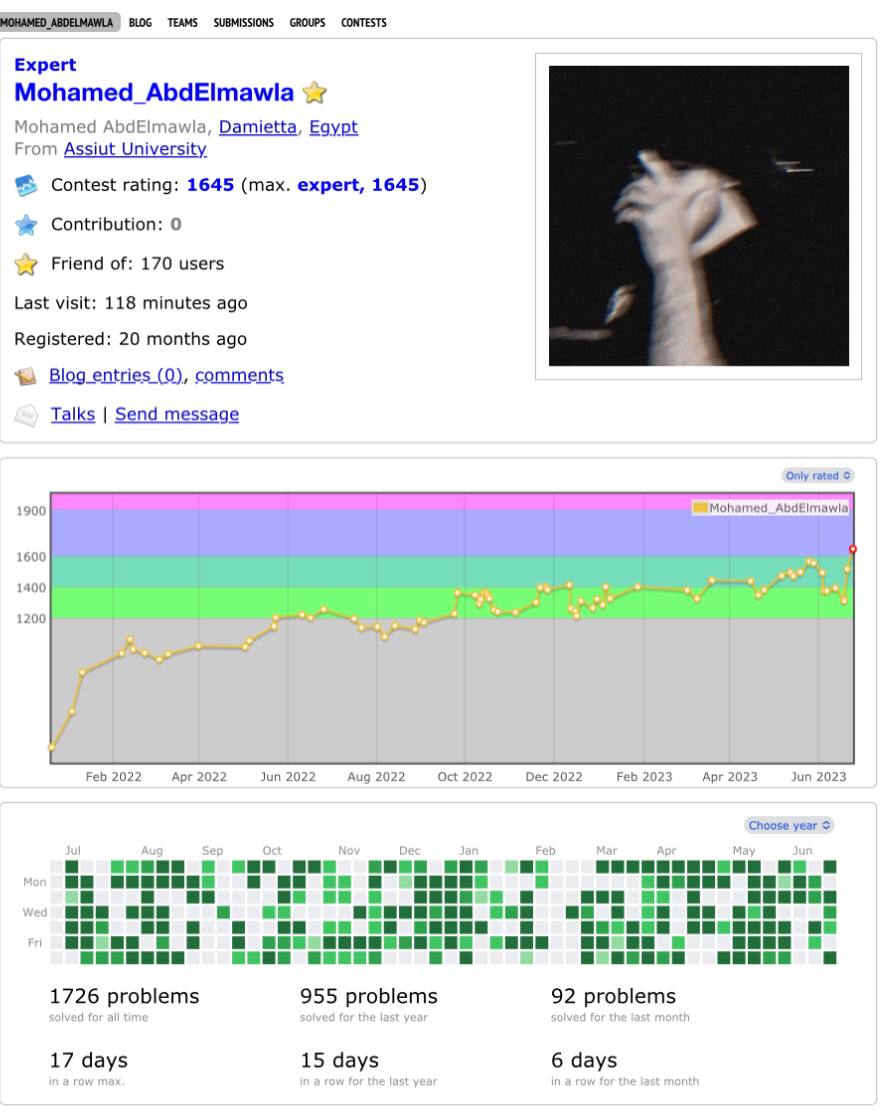 MOHAMED_ABDELMAWLA BLOG TEAMS SUBMISSIONS GROUPS CONTESTS
Expert
Mohamed_AbdElmawla
Mohamed AbdElmawla, Damietta, Egypt
From Assiut University
Contest rating: 1645 (max. expert, 1645)
Contribution: 0
Friend of: 170 users
Last visit: 118 minutes ago
Registered: 20 months ago
Blog entries (0), comments
Talks | Send message
Only rated
Mohamed_AbdElmawla
1900
1600
1400
1200
Feb 2022 Apr 2022 Jun 2022 Aug 2022 Oct 2022 Dec 2022 Feb 2023 Apr 2023 Jun 2023
Choose year
Jul Aug Sep Oct Nov Dec Jan Feb Mar Apr May Jun
Mon
Wed
Fri
1726 problems 955 problems 92 problems
solved for all time solved for the last year solved for the last month
17 days 15 days 6 days
in a row max. in a row for the last year in a row for the last month